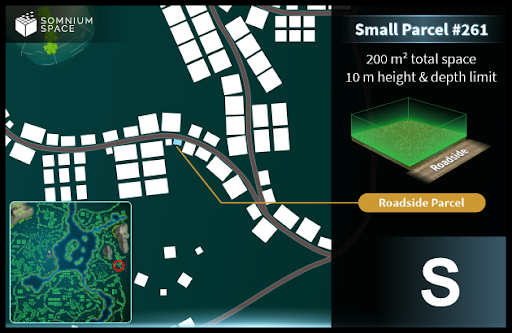 SOMNIUM
SPACE
Small Parcel #261
200 m² total space
10 m height & depth limit
Roadside
Roadside Parcel
S